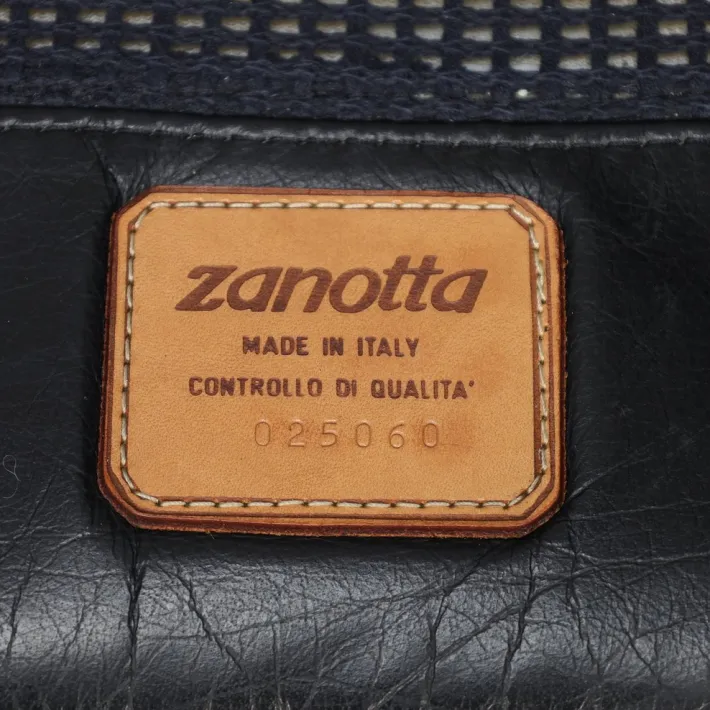 zanotta
MADE IN ITALY
CONTROLLO DI QUALITA'
025060